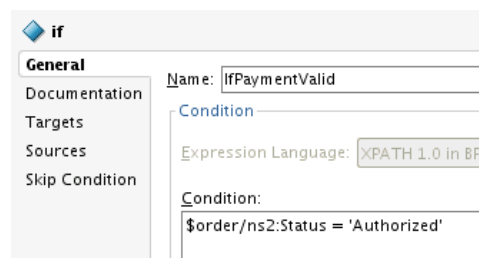 if
General
Documentation
Targets
Sources
Skip Condition
Name: IfPaymentValid
Condition
Expression Language: XPATH 1.0 in
Condition:
$order/ns2:Status = 'Authorized'